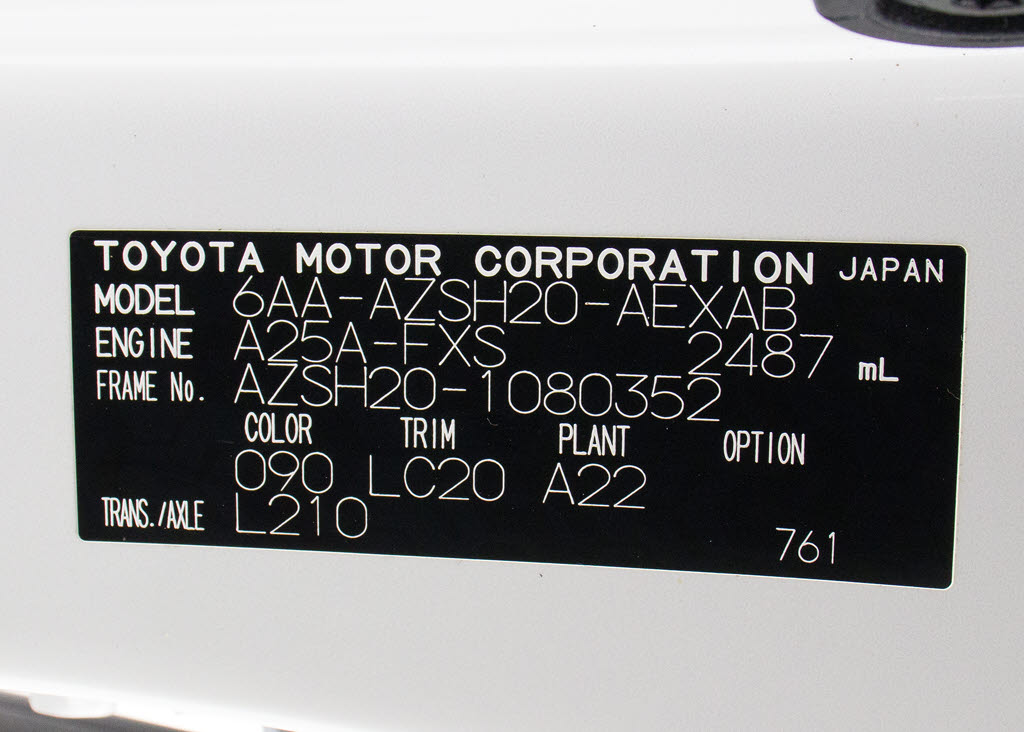 TOYOTA MOTOR CORPORATION JAPAN
MODEL 6AA-AZSH20-AEXAB
ENGINE A25A-FXS 2487 mL
FRAME No. AZSH20-1080352
COLOR TRIM PLANT OPTION
090 LC20 A22
TRANS./AXLE L210
761